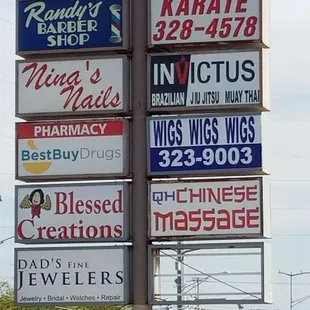 Randy's
BARBER
SHOP
KARATE
328-4578
Nina's
Nails
INVICTUS
BRAZILIAN JIU JITSU MUAY THAI
PHARMACY
BestBuyDrugs
WIGS WIGS WIGS
323-9003
Blessed
Creations
QH CHINESE
MASSAGE
DAD'S FINE
JEWELERS
Jewelry • Bridal • Watches • Repair